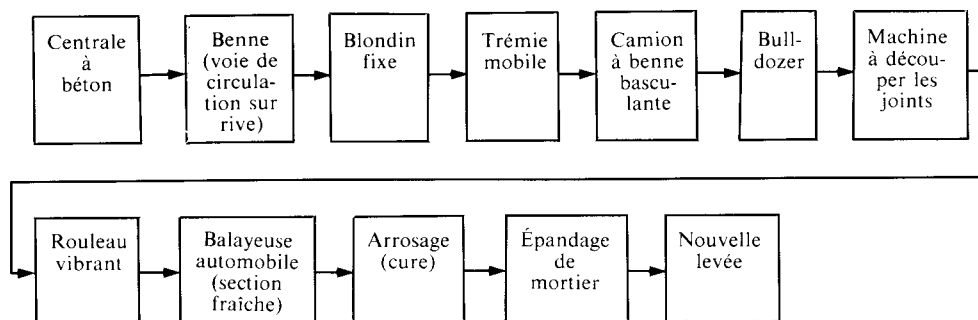 Centrale
à
béton
Benne
(voie de
circula-
tion sur
rive)
Blondin
fixe
Trémie
mobile
Camion
à benne
bascu-
lante
Bull-
dozer
Machine
à décou-
per les
joints
Rouleau
vibrant
Balayeuse
automobile
(section
fraîche)
Arrosage
(cure)
Épandage
de
mortier
Nouvelle
levée